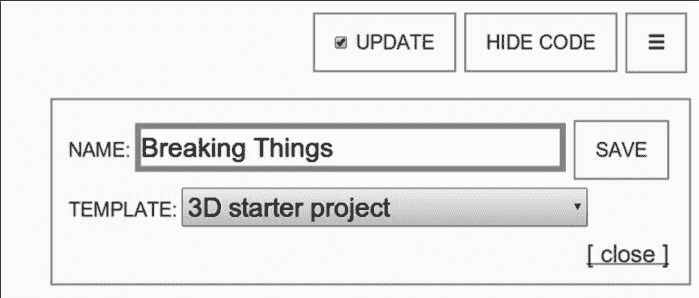 UPDATE HIDE CODE ☰
NAME: Breaking Things SAVE
TEMPLATE: 3D starter project
[ close ]